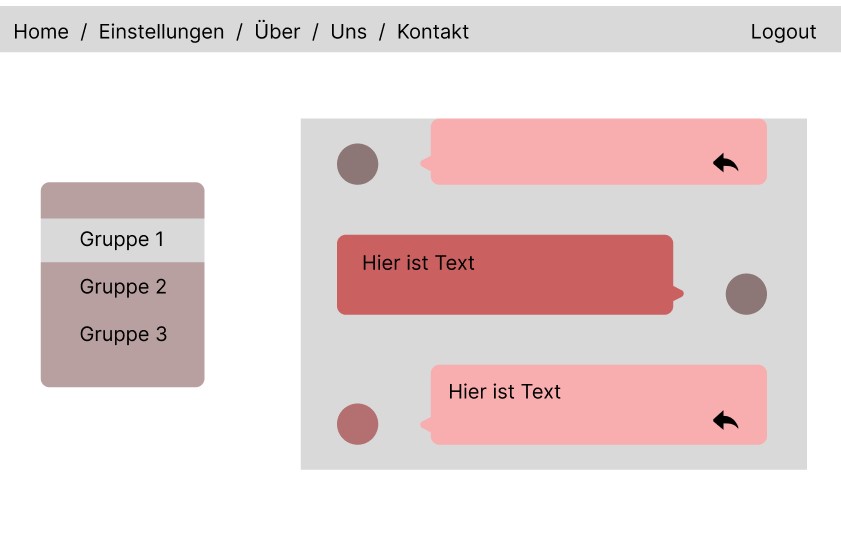 Home / Einstellungen / Über / Uns / Kontakt Logout
Gruppe 1
Gruppe 2
Gruppe 3
Hier ist Text
Hier ist Text